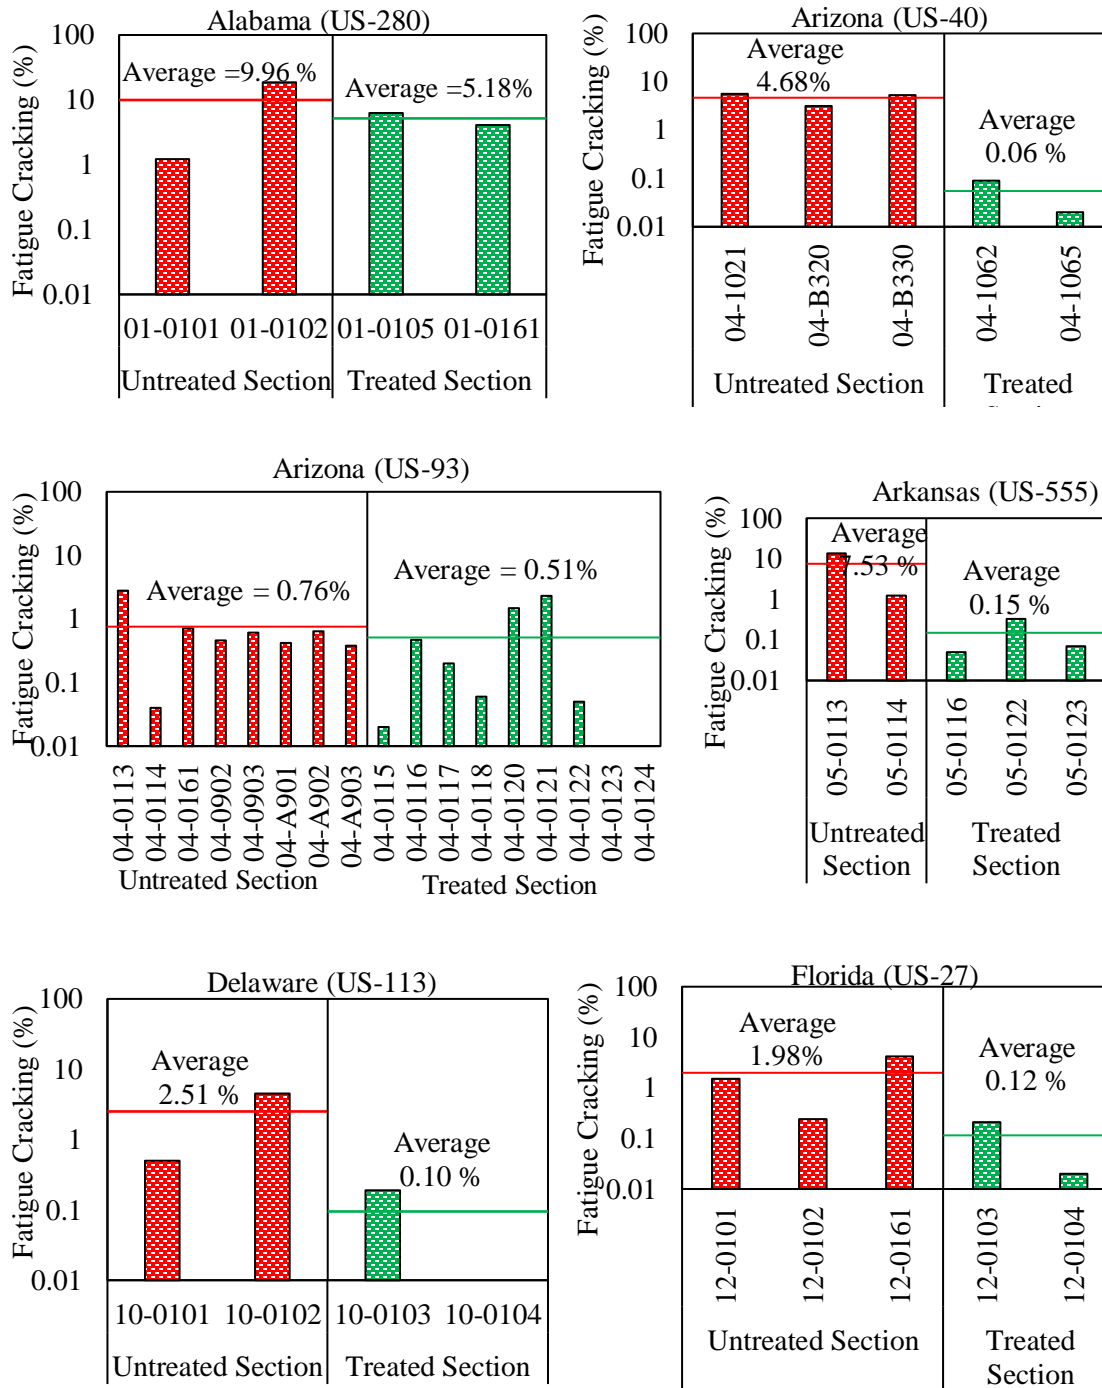 Alabama (US-280)
Fatigue Cracking (%)
100
10
1
0.1
0.01
Average =9.96 %
Average =5.18%
01-0101 01-0102 01-0105 01-0161
Untreated Section Treated Section
Arizona (US-40)
Fatigue Cracking (%)
100
10
1
0.1
0.01
Average
4.68%
Average
0.06 %
04-1021
04-B320
04-B330
04-1062
04-1065
Untreated Section
Treated
Arizona (US-93)
Fatigue Cracking (%)
100
10
1
0.1
0.01
Average = 0.76%
Average = 0.51%
04-0113
04-0114
04-0161
04-0902
04-0903
04-A901
04-A902
04-A903
04-0115
04-0116
04-0117
04-0118
04-0120
04-0121
04-0122
04-0123
04-0124
Untreated Section
Treated Section
Arkansas (US-555)
Fatigue Cracking (%)
100
10
1
0.1
0.01
Average
7.53 %
Average
0.15 %
05-0113
05-0114
05-0116
05-0122
05-0123
Untreated
Section
Treated
Section
Delaware (US-113)
Fatigue Cracking (%)
100
10
1
0.1
0.01
Average
2.51 %
Average
0.10 %
10-0101 10-0102 10-0103 10-0104
Untreated Section Treated Section
Florida (US-27)
Fatigue Cracking (%)
100
10
1
0.1
0.01
Average
1.98%
Average
0.12 %
12-0101
12-0102
12-0161
12-0103
12-0104
Untreated Section
Treated
Section